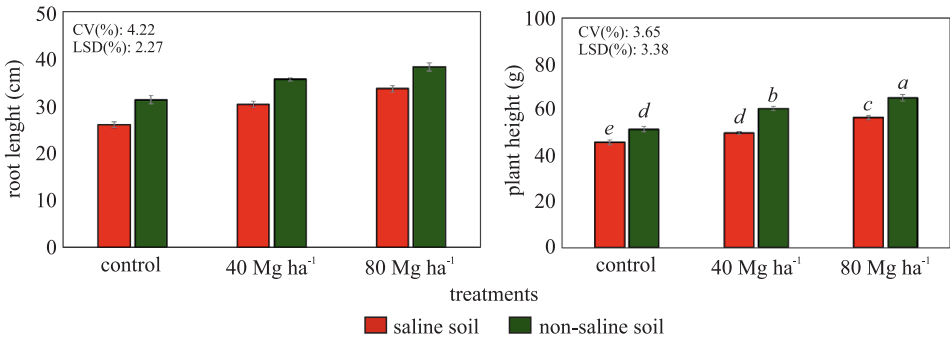 CV(%): 4.22
LSD(%): 2.27
root lenght (cm)
50
40
30
20
10
0
control
40 Mg ha⁻¹
80 Mg ha⁻¹
CV(%): 3.65
LSD(%): 3.38
plant height (g)
100
80
60
40
20
0
e d d b c a
control
40 Mg ha⁻¹
80 Mg ha⁻¹
treatments
saline soil
non-saline soil